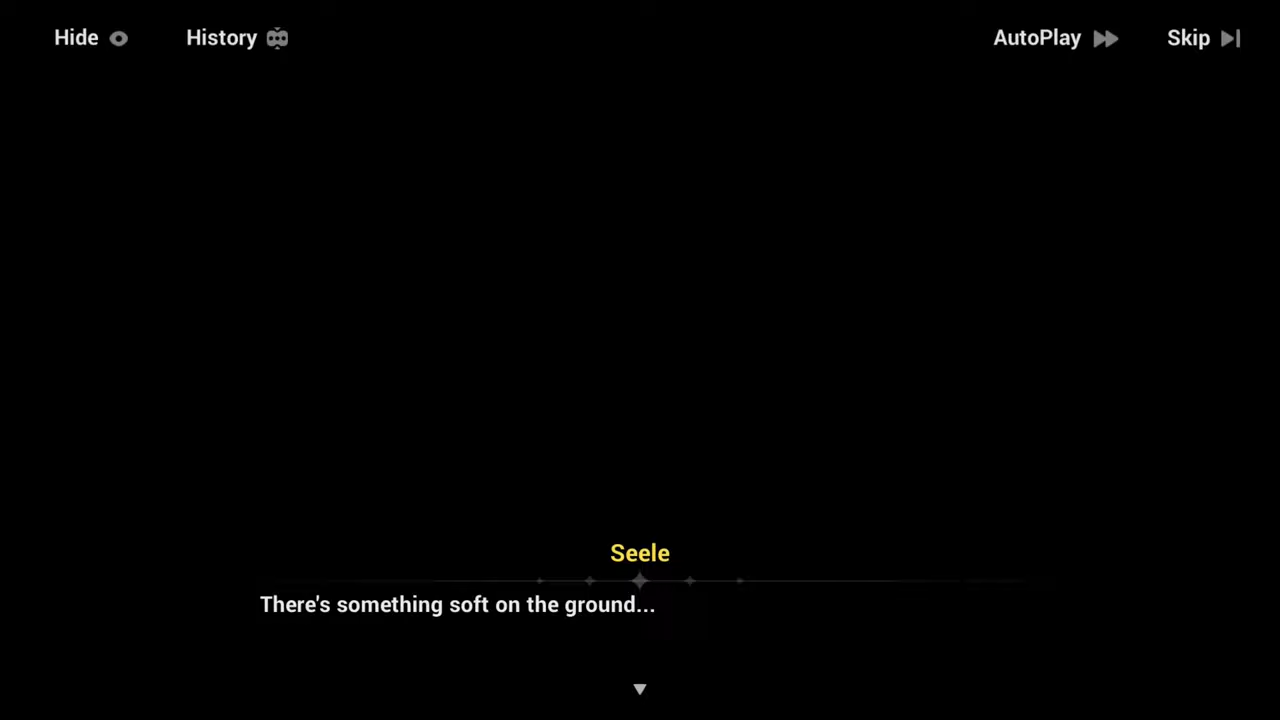 Hide
History
AutoPlay
Skip
Seele
There's something soft on the ground...